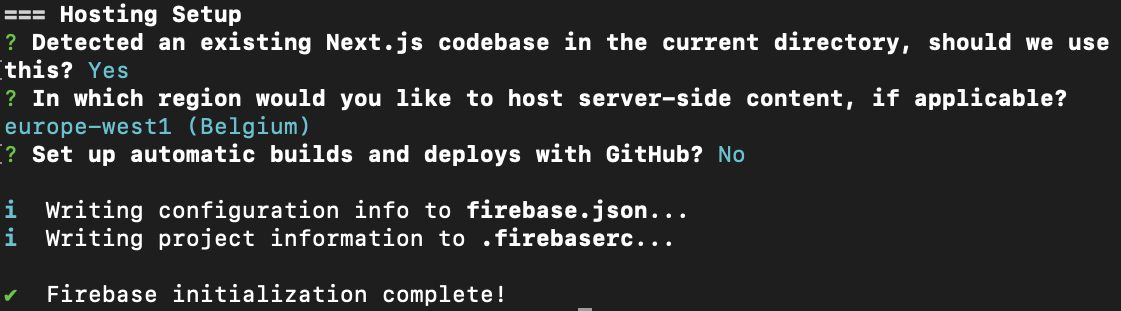 === Hosting Setup
? Detected an existing Next.js codebase in the current directory, should we use
this? Yes
? In which region would you like to host server-side content, if applicable?
europe-west1 (Belgium)
? Set up automatic builds and deploys with GitHub? No
i  Writing configuration info to firebase.json...
i  Writing project information to .firebaserc...
✔  Firebase initialization complete!